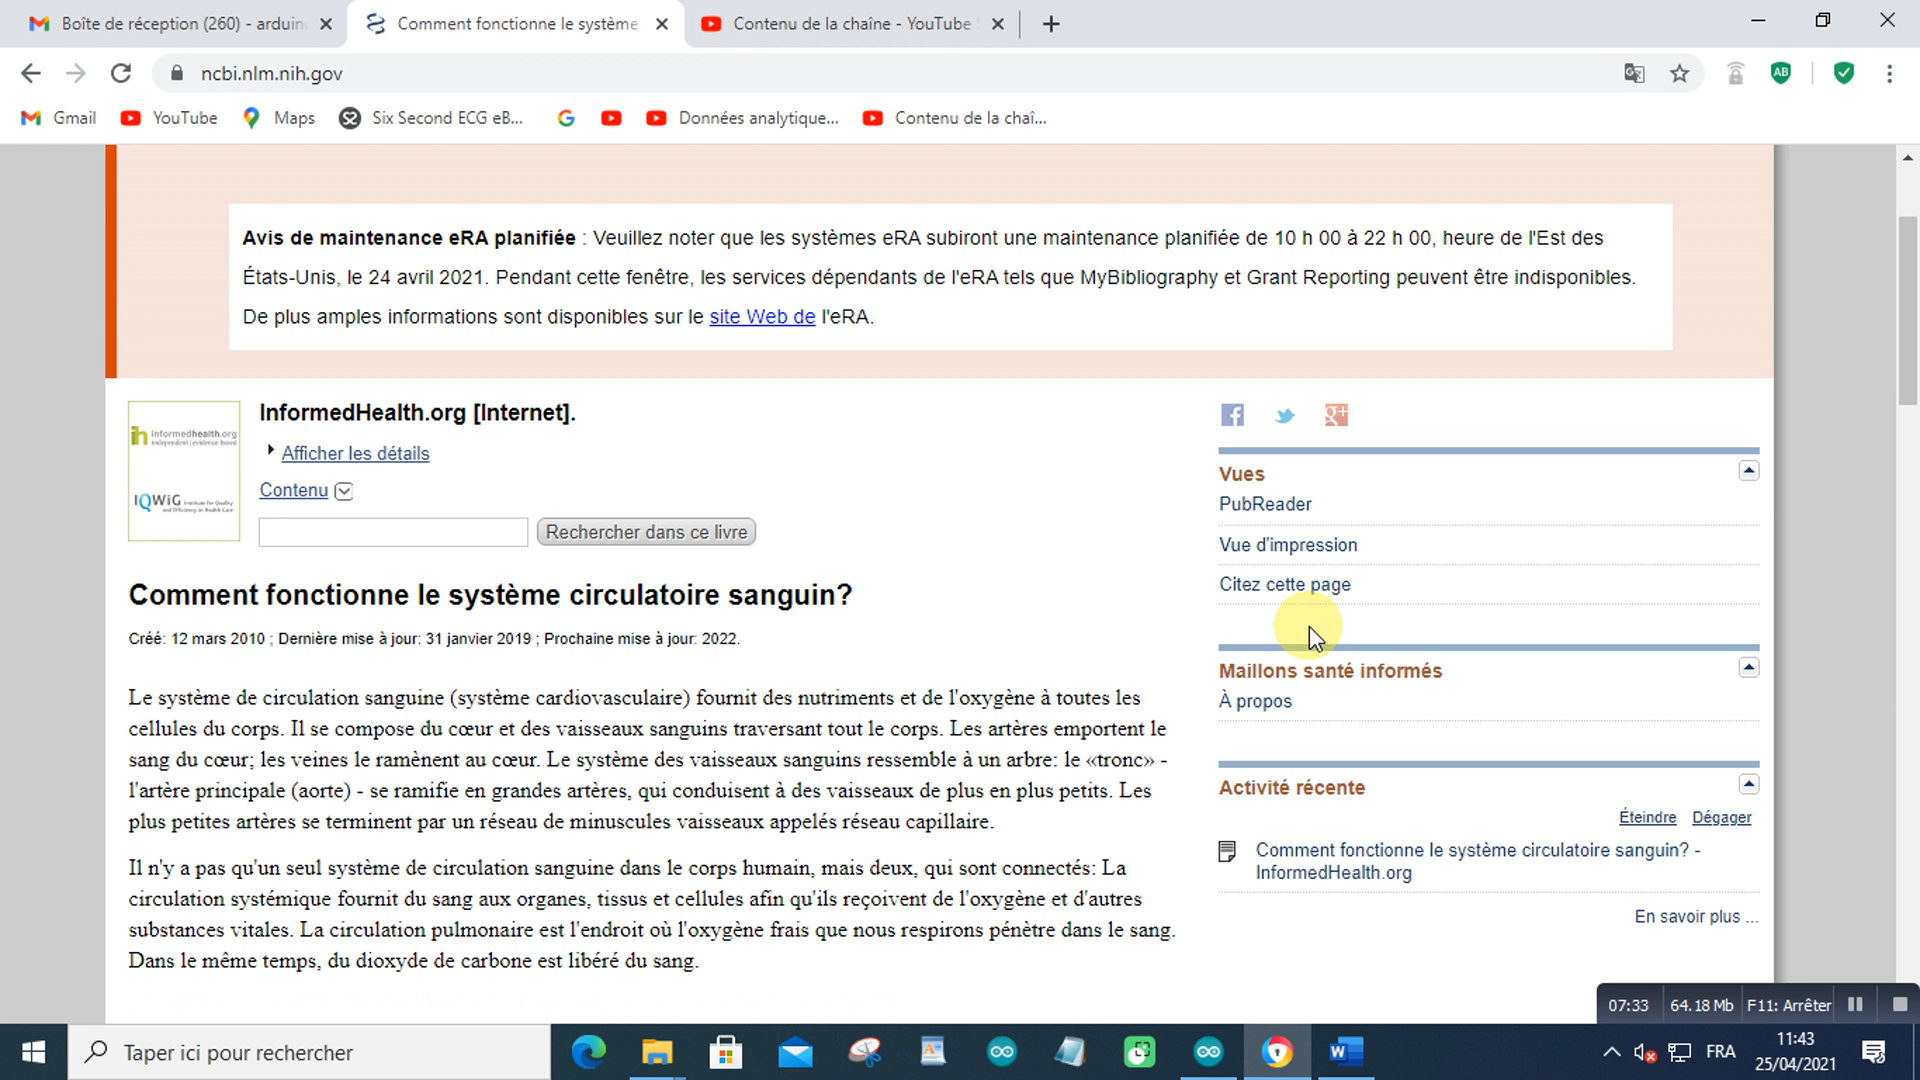 Boîte de réception (260) - arduin
Comment fonctionne le système
Contenu de la chaîne - YouTube S
ncbi.nlm.nih.gov
Gmail
YouTube
Maps
Six Second ECG eB...
Données analytique...
Contenu de la chaî...
Avis de maintenance eRA planifiée : Veuillez noter que les systèmes eRA subiront une maintenance planifiée de 10 h 00 à 22 h 00, heure de l'Est des
États-Unis, le 24 avril 2021. Pendant cette fenêtre, les services dépendants de l'eRA tels que MyBibliography et Grant Reporting peuvent être indisponibles.
De plus amples informations sont disponibles sur le site Web de l'eRA.
informedhealth.org
independent | evidence-based
IQWiG Institute for Quality
and Efficiency in Health Care
InformedHealth.org [Internet].
Afficher les détails
Contenu
Rechercher dans ce livre
Comment fonctionne le système circulatoire sanguin?
Créé: 12 mars 2010 ; Dernière mise à jour: 31 janvier 2019 ; Prochaine mise à jour: 2022.
Le système de circulation sanguine (système cardiovasculaire) fournit des nutriments et de l'oxygène à toutes les
cellules du corps. Il se compose du cœur et des vaisseaux sanguins traversant tout le corps. Les artères emportent le
sang du cœur; les veines le ramènent au cœur. Le système des vaisseaux sanguins ressemble à un arbre: le «tronc» -
l'artère principale (aorte) - se ramifie en grandes artères, qui conduisent à des vaisseaux de plus en plus petits. Les
plus petites artères se terminent par un réseau de minuscules vaisseaux appelés réseau capillaire.
Il n'y a pas qu'un seul système de circulation sanguine dans le corps humain, mais deux, qui sont connectés: La
circulation systémique fournit du sang aux organes, tissus et cellules afin qu'ils reçoivent de l'oxygène et d'autres
substances vitales. La circulation pulmonaire est l'endroit où l'oxygène frais que nous respirons pénètre dans le sang.
Dans le même temps, du dioxyde de carbone est libéré du sang.
Vues
PubReader
Vue d'impression
Citez cette page
Maillons santé informés
À propos
Activité récente
Éteindre Dégager
Comment fonctionne le système circulatoire sanguin? -
InformedHealth.org
En savoir plus ...
07:33 64.18 Mb F11: Arrêter
Taper ici pour rechercher
FRA
11:43
25/04/2021